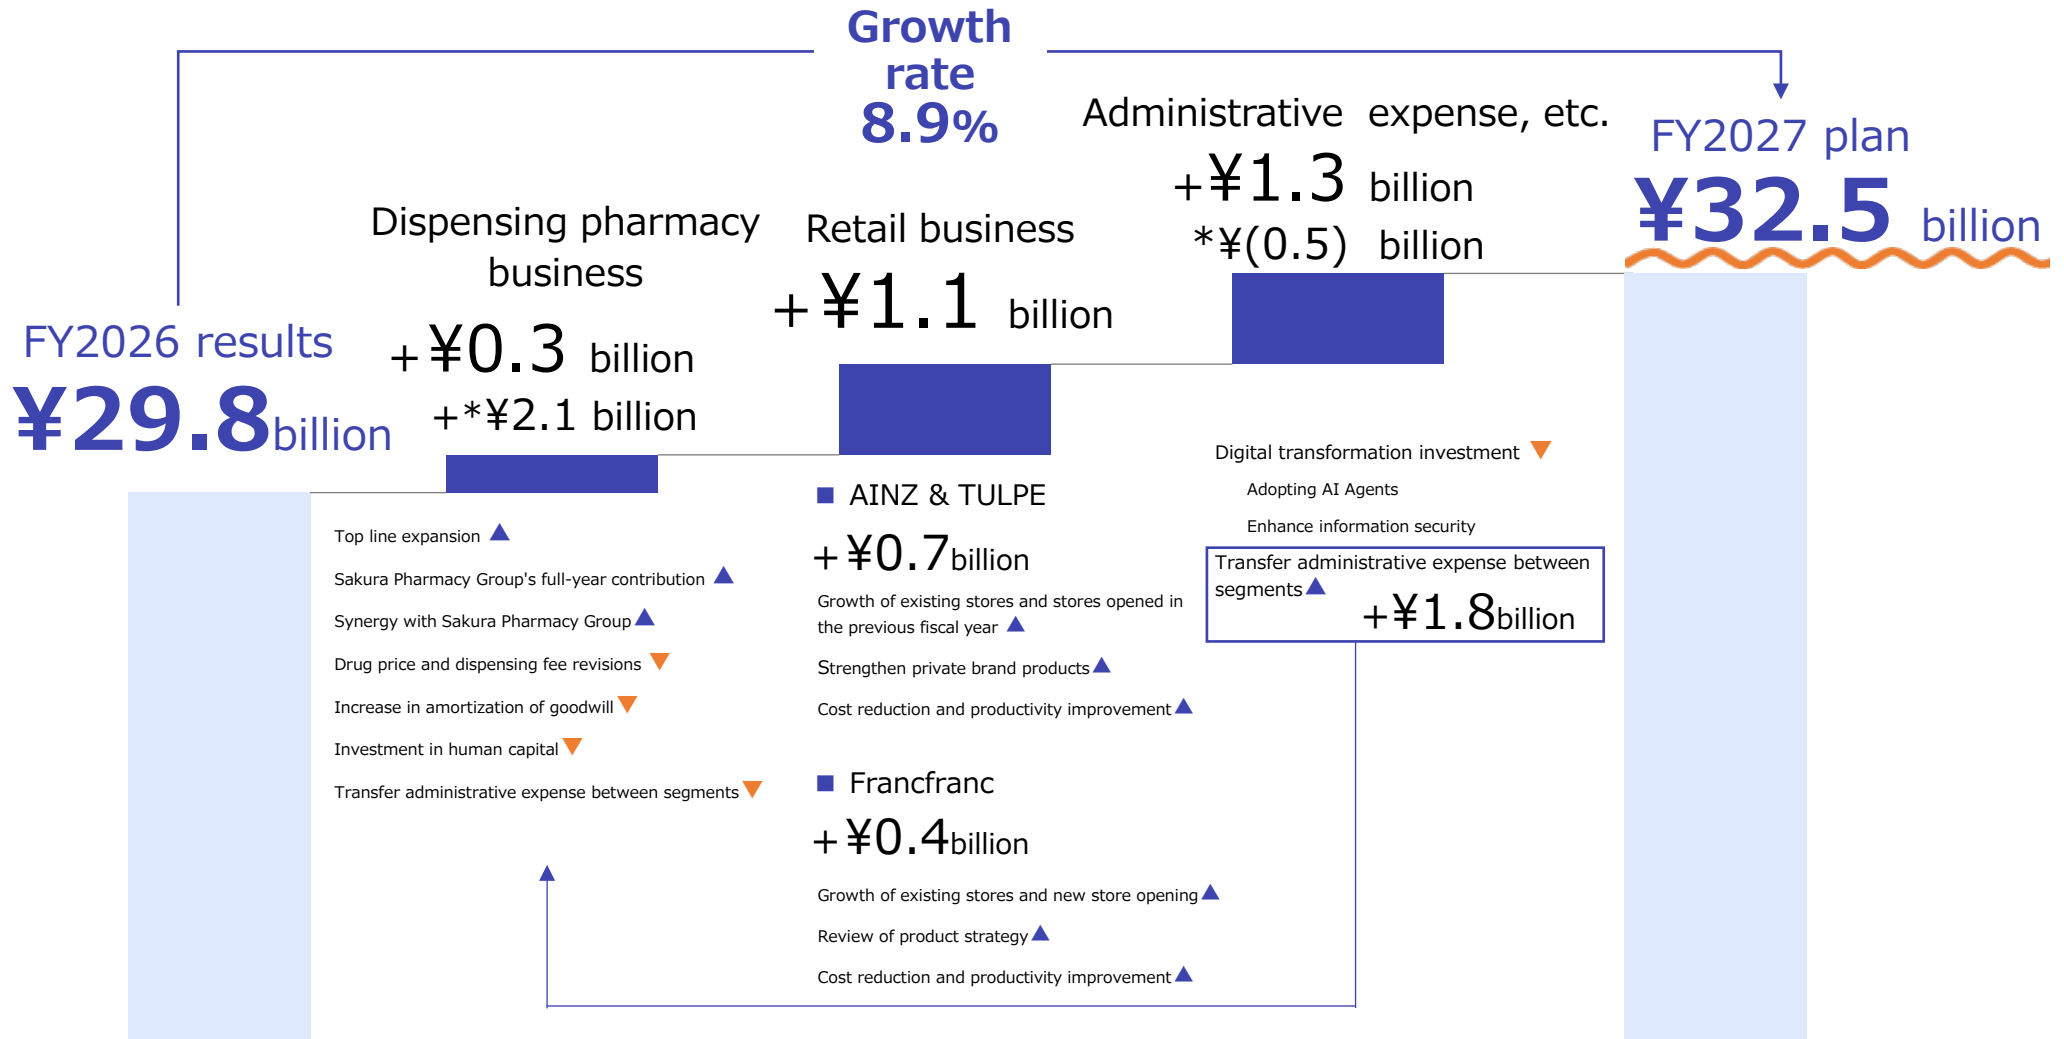 Growth
rate
8.9%
FY2026 results
¥29.8billion
Dispensing pharmacy
business
+¥0.3 billion
+*¥2.1 billion
Top line expansion ▲
Sakura Pharmacy Group's full-year contribution ▲
Synergy with Sakura Pharmacy Group▲
Drug price and dispensing fee revisions ▼
Increase in amortization of goodwill▼
Investment in human capital▼
Transfer administrative expense between segments▼
Retail business
+¥1.1 billion
■ AINZ & TULPE
+¥0.7billion
Growth of existing stores and stores opened in
the previous fiscal year ▲
Strengthen private brand products▲
Cost reduction and productivity improvement▲
■ Francfranc
+¥0.4billion
Growth of existing stores and new store opening▲
Review of product strategy▲
Cost reduction and productivity improvement▲
Administrative expense, etc.
+¥1.3 billion
*¥(0.5) billion
Digital transformation investment ▼
Adopting AI Agents
Enhance information security
Transfer administrative expense between
segments▲
+¥1.8billion
FY2027 plan
¥32.5 billion